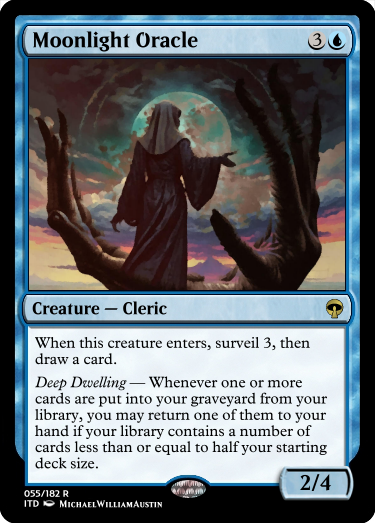 Moonlight Oracle 3
Creature — Cleric
When this creature enters, surveil 3, then
draw a card.
Deep Dwelling — Whenever one or more
cards are put into your graveyard from your
library, you may return one of them to your
hand if your library contains a number of
cards less than or equal to half your starting
deck size.
2/4
055/182 R
ITD MichaelWilliamAustin